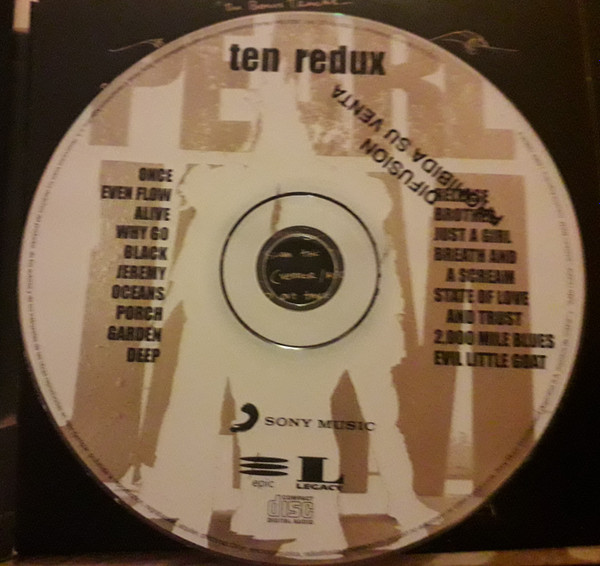 ten redux
DIFUSION
PROHIBIDA SU VENTA
ONCE
EVEN FLOW
ALIVE
WHY GO
BLACK
JEREMY
OCEANS
PORCH
GARDEN
DEEP
RELEASE
BROTHER
JUST A GIRL
BREATH AND
A SCREAM
STATE OF LOVE
AND TRUST
2,000 MILE BLUES
EVIL LITTLE GOAT
SONY MUSIC
epic
LEGACY
COMPACT
disc
DIGITAL AUDIO
PEARL